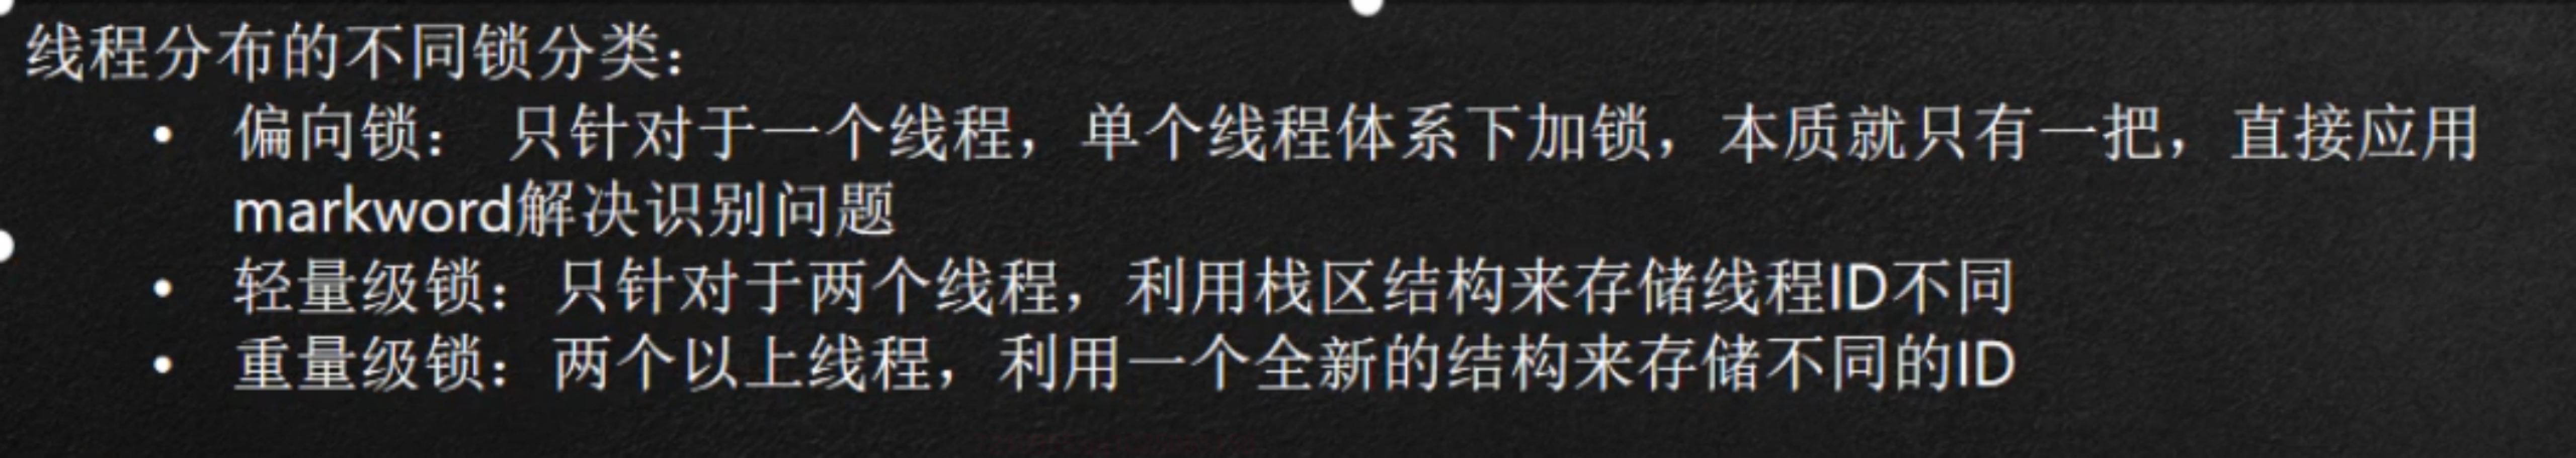 线程分布的不同锁分类：
• 偏向锁： 只针对于一个线程，单个线程体系下加锁，本质就只有一把，直接应用
markword解决识别问题
• 轻量级锁：只针对于两个线程，利用栈区结构来存储线程ID不同
• 重量级锁：两个以上线程，利用一个全新的结构来存储不同的ID